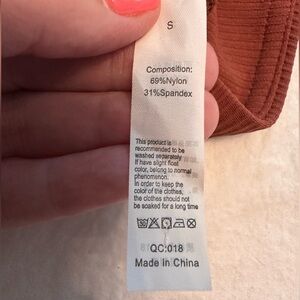 S
Composition:
69%Nylon
31%Spandex
This product is
recommended to be
washed separately
If have slight float
color, belong to normal
phenomenon.
In order to keep the
color of the clothes,
the clothes should not
be soaked for a long time
QC:018
Made in China